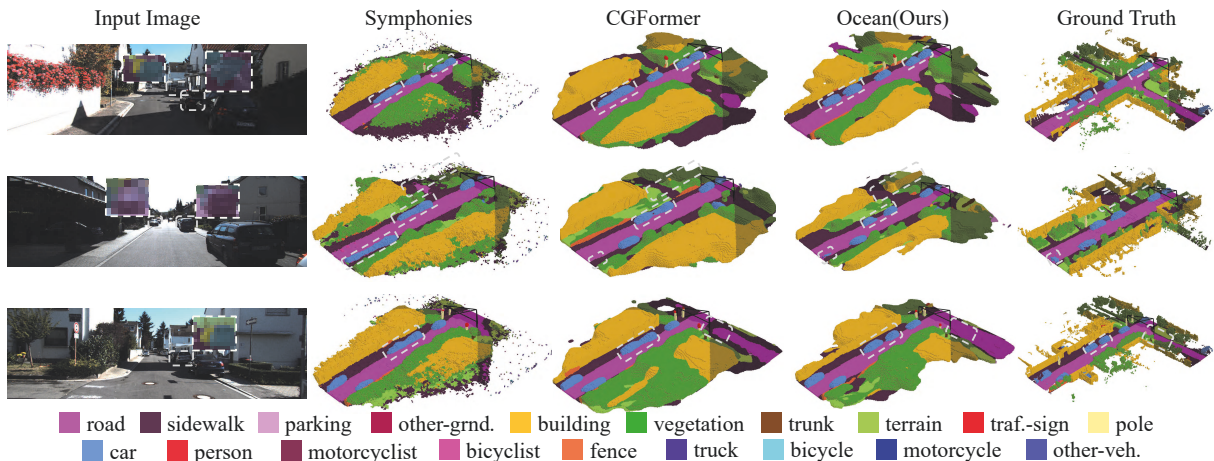 Input Image Symphonies CGFormer Ocean(Ours) Ground Truth
road sidewalk parking other-grnd. building vegetation trunk terrain traf.-sign pole
car person motorcyclist bicyclist fence truck bicycle motorcycle other-veh.